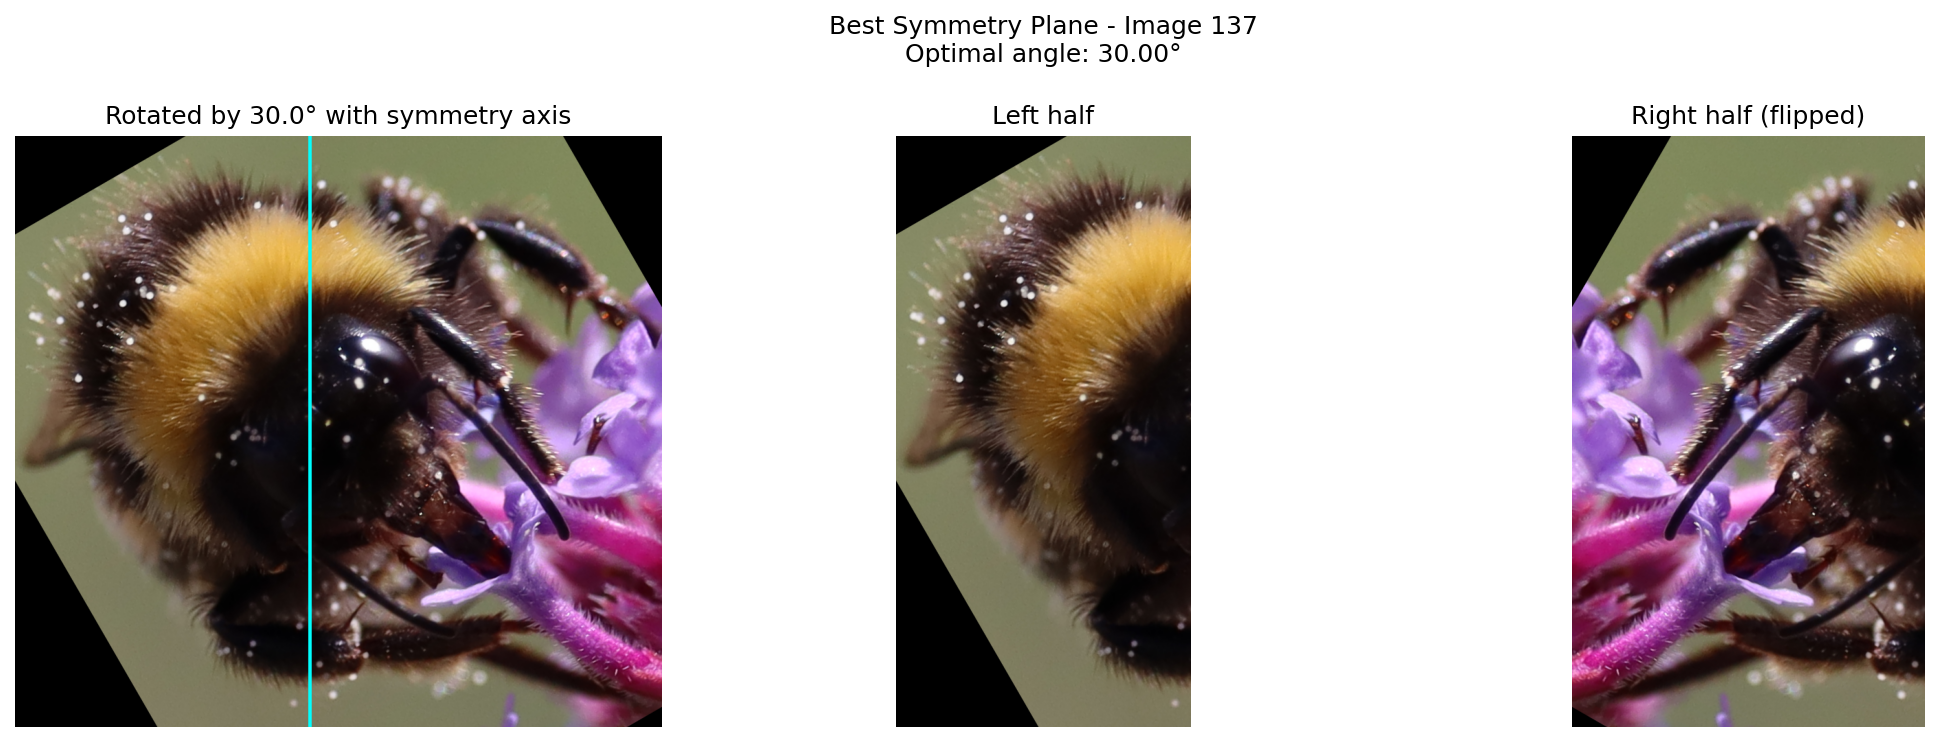 Best Symmetry Plane - Image 137
Optimal angle: 30.00°
Rotated by 30.0° with symmetry axis
Left half
Right half (flipped)